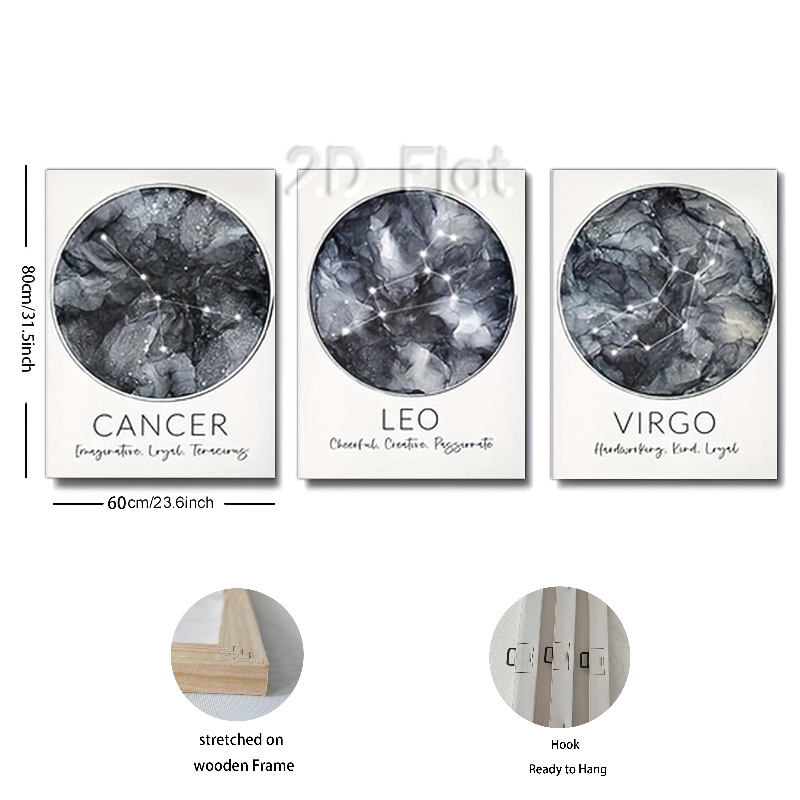 2D Flat
80cm/31.5inch
CANCER
Imaginative, Loyal, Tenacious
LEO
Cheerful, Creative, Passionate
VIRGO
Hardworking, Kind, Loyal
60cm/23.6inch
stretched on
wooden Frame
Hook
Ready to Hang